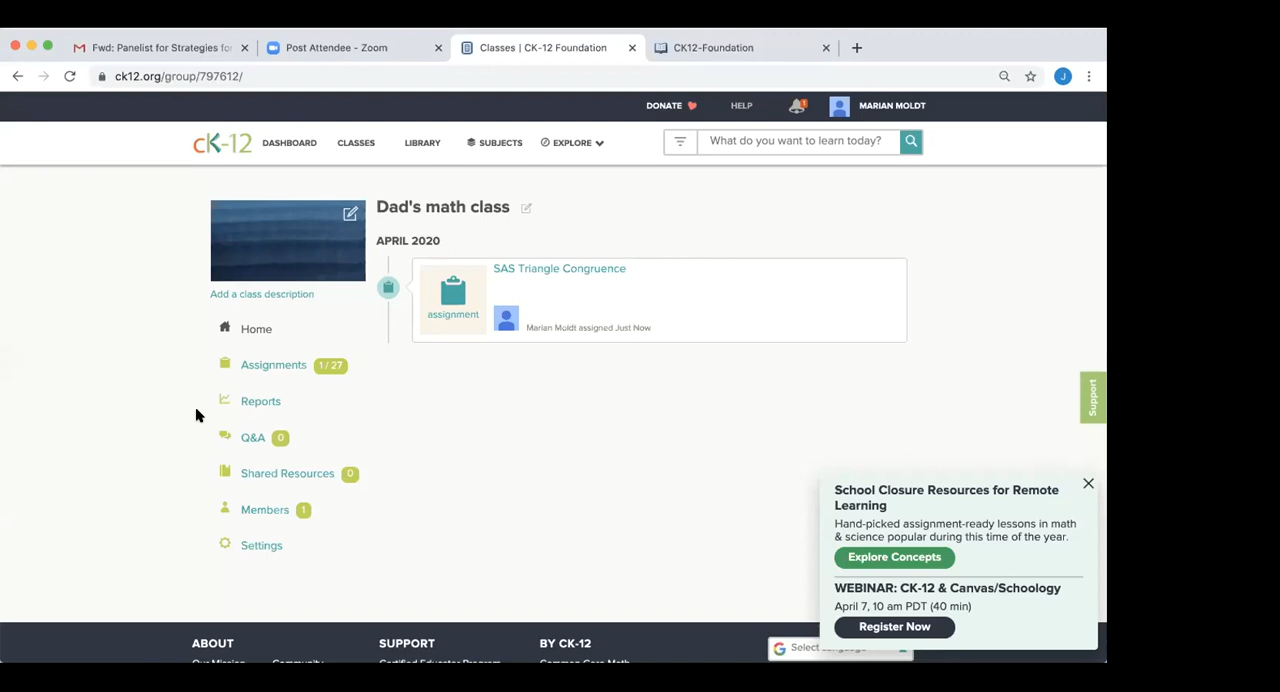 Fwd: Panelist for Strategies for
Post Attendee - Zoom
Classes | CK-12 Foundation
CK12-Foundation
ck12.org/group/797612/
J
DONATE
HELP
1
MARIAN MOLDT
cK-12
DASHBOARD
CLASSES
LIBRARY
SUBJECTS
EXPLORE
What do you want to learn today?
Dad's math class
APRIL 2020
SAS Triangle Congruence
assignment
Marian Moldt assigned Just Now
Add a class description
Home
Assignments 1 / 27
Reports
Q&A 0
Shared Resources 0
Members 1
Settings
Support
School Closure Resources for Remote
Learning
Hand-picked assignment-ready lessons in math
& science popular during this time of the year.
Explore Concepts
WEBINAR: CK-12 & Canvas/Schoology
April 7, 10 am PDT (40 min)
Register Now
ABOUT
SUPPORT
BY CK-12
Select Language